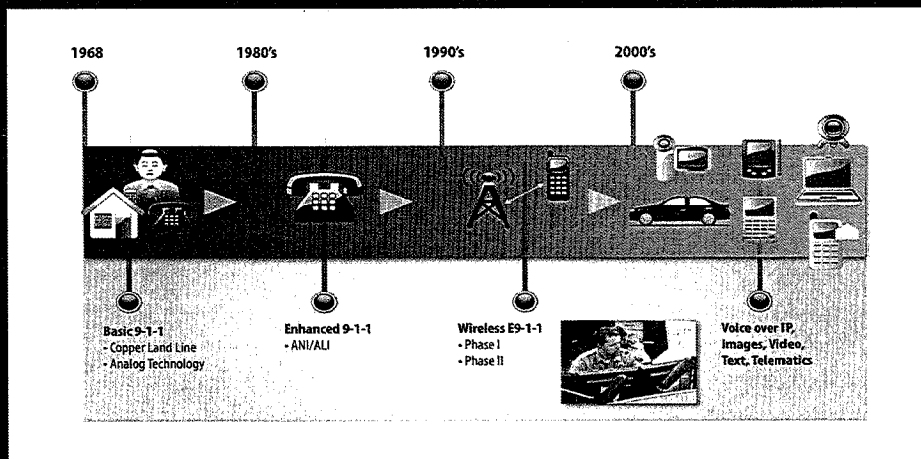 1968
1980's
1990's
2000's
Basic 9-1-1
- Copper Land Line
- Analog Technology
Enhanced 9-1-1
- ANI/ALI
Wireless E9-1-1
- Phase I
- Phase II
Voice over IP,
Images, Video,
Text, Telematics